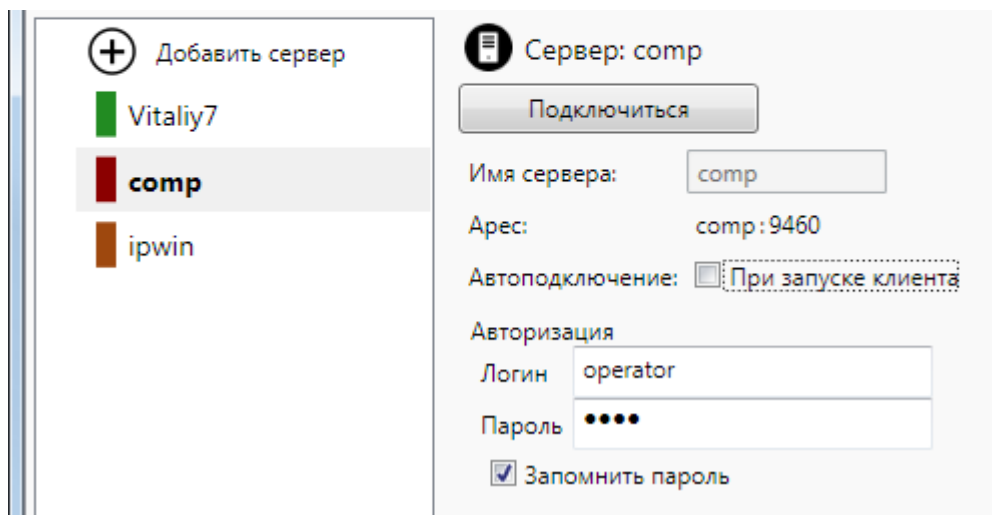 Добавить сервер
Vitaliy7
comp
ipwin
Сервер: comp
Подключиться
Имя сервера: comp
Арес: comp:9460
Автоподключение: При запуске клиента
Авторизация
Логин operator
Пароль ••••
Запомнить пароль